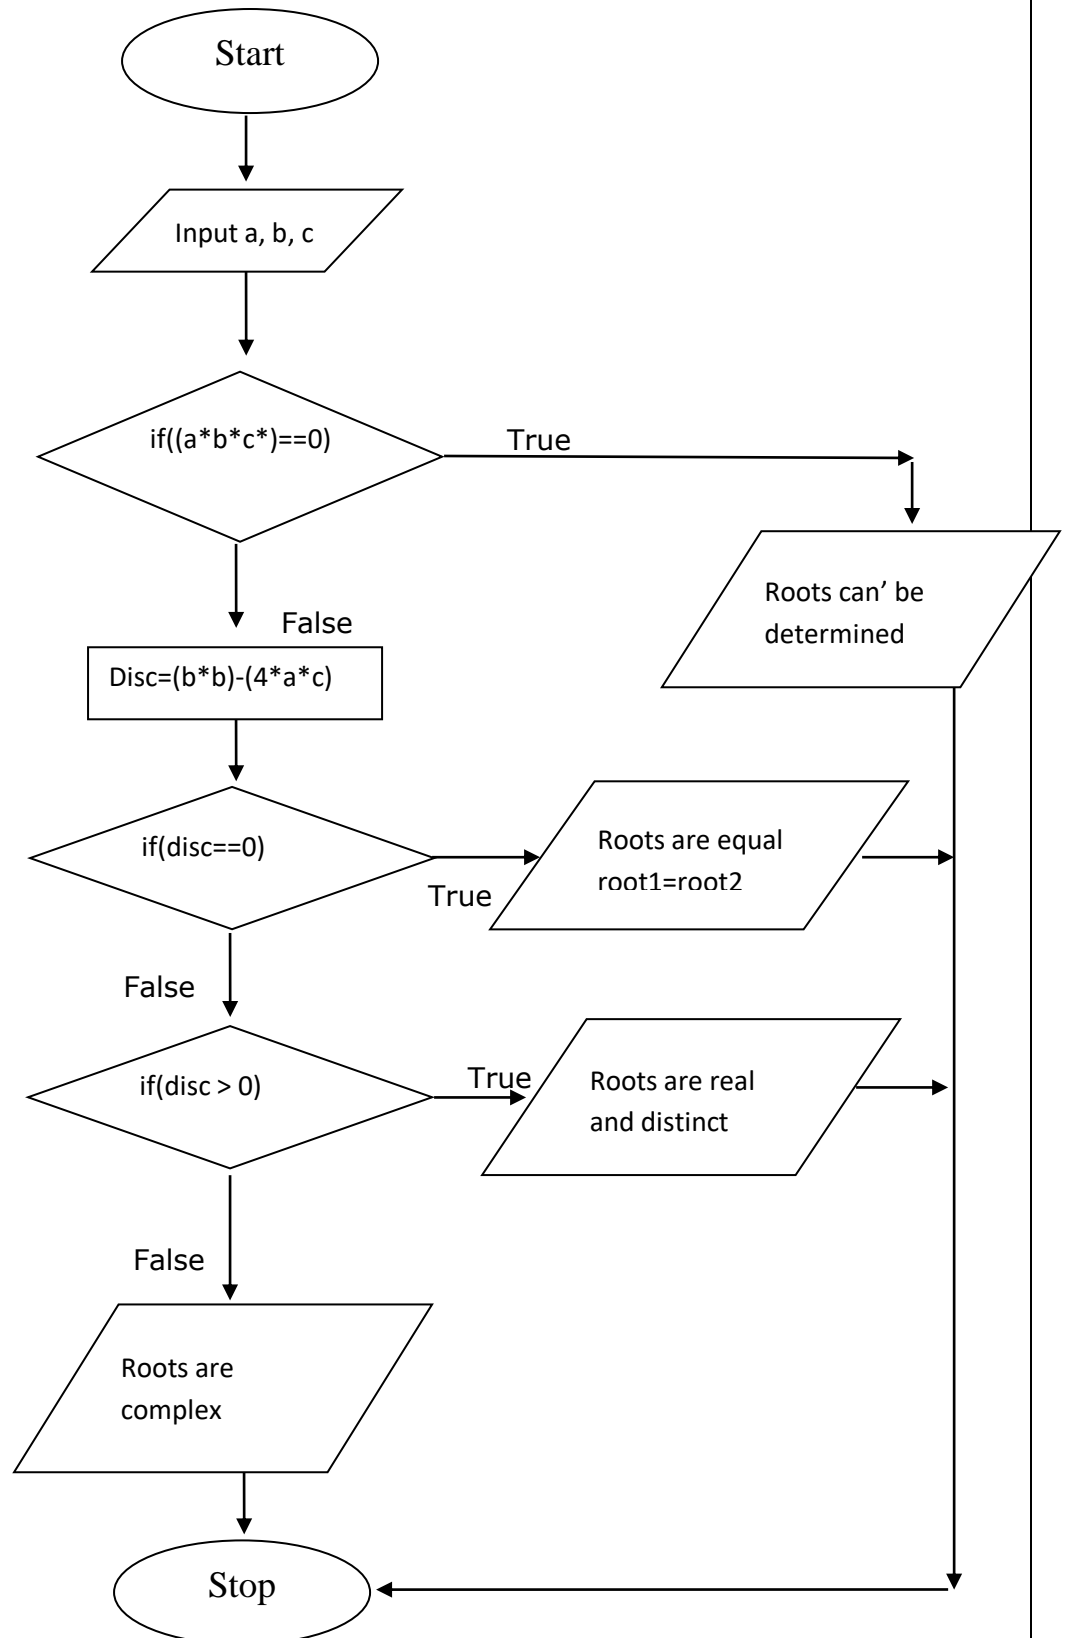 Start
Input a, b, c
if((a*b*c*)==0)
True
False
Roots can’ be
determined
Disc=(b*b)-(4*a*c)
if(disc==0)
True
Roots are equal
root1=root2
False
if(disc > 0)
True
Roots are real
and distinct
False
Roots are
complex
Stop